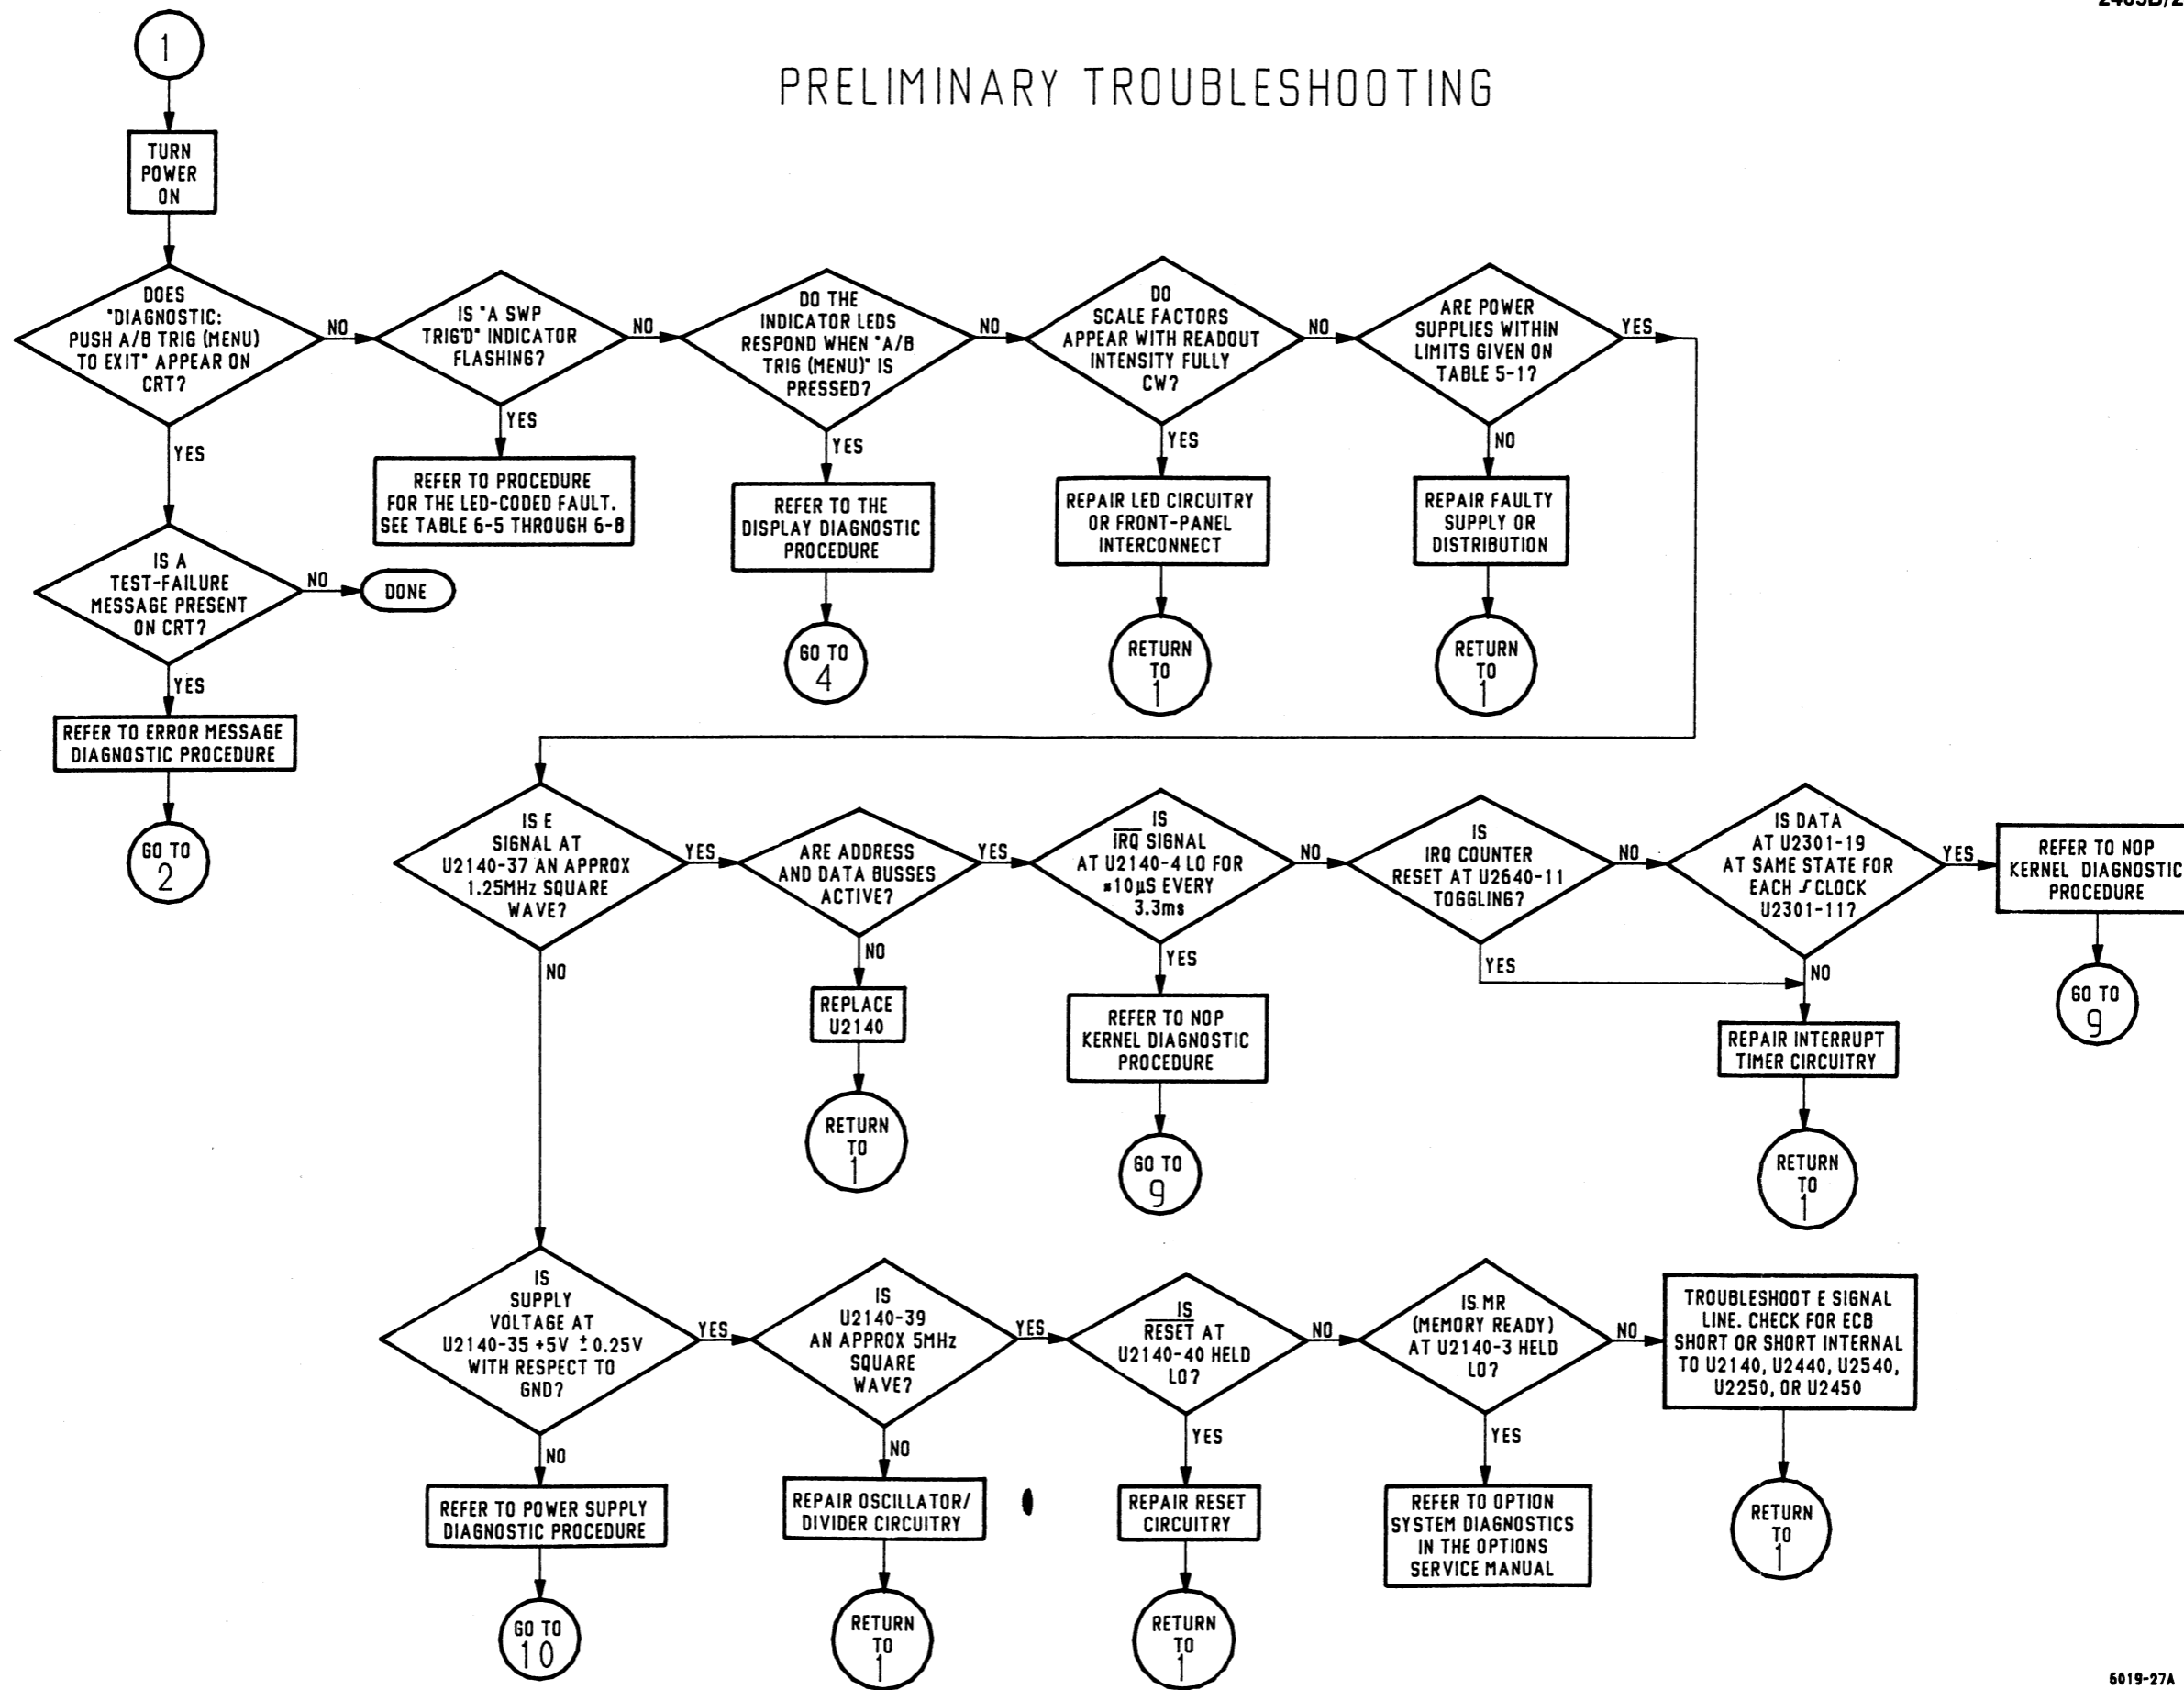 PRELIMINARY TROUBLESHOOTING
1
TURN
POWER
ON
DOES
"DIAGNOSTIC:
PUSH A/B TRIG (MENU)
TO EXIT" APPEAR ON
CRT?
NO
YES
IS "A SWP
TRIG'D" INDICATOR
FLASHING?
NO
YES
DO THE
INDICATOR LEDS
RESPOND WHEN "A/B
TRIG (MENU)" IS
PRESSED?
NO
YES
DO
SCALE FACTORS
APPEAR WITH READOUT
INTENSITY FULLY
CW?
NO
YES
ARE POWER
SUPPLIES WITHIN
LIMITS GIVEN ON
TABLE 5-1?
YES
NO
REFER TO PROCEDURE
FOR THE LED-CODED FAULT.
SEE TABLE 6-5 THROUGH 6-8
REFER TO THE
DISPLAY DIAGNOSTIC
PROCEDURE
GO TO
4
REPAIR LED CIRCUITRY
OR FRONT-PANEL
INTERCONNECT
RETURN
TO
1
REPAIR FAULTY
SUPPLY OR
DISTRIBUTION
RETURN
TO
1
IS A
TEST-FAILURE
MESSAGE PRESENT
ON CRT?
NO
DONE
YES
REFER TO ERROR MESSAGE
DIAGNOSTIC PROCEDURE
GO TO
2
IS E
SIGNAL AT
U2140-37 AN APPROX
1.25MHz SQUARE
WAVE?
YES
NO
ARE ADDRESS
AND DATA BUSSES
ACTIVE?
YES
NO
REPLACE
U2140
RETURN
TO
1
IS
IRQ SIGNAL
AT U2140-4 LO FOR
≈10µS EVERY
3.3ms
NO
YES
REFER TO NOP
KERNEL DIAGNOSTIC
PROCEDURE
GO TO
9
IS
IRQ COUNTER
RESET AT U2640-11
TOGGLING?
NO
YES
IS DATA
AT U2301-19
AT SAME STATE FOR
EACH ⨍ CLOCK
U2301-11?
YES
NO
REFER TO NOP
KERNEL DIAGNOSTIC
PROCEDURE
GO TO
9
REPAIR INTERRUPT
TIMER CIRCUITRY
RETURN
TO
1
IS
SUPPLY
VOLTAGE AT
U2140-35 +5V ± 0.25V
WITH RESPECT TO
GND?
YES
NO
REFER TO POWER SUPPLY
DIAGNOSTIC PROCEDURE
GO TO
10
IS
U2140-39
AN APPROX 5MHz
SQUARE
WAVE?
YES
NO
REPAIR OSCILLATOR/
DIVIDER CIRCUITRY
RETURN
TO
1
IS
RESET AT
U2140-40 HELD
LO?
NO
YES
REPAIR RESET
CIRCUITRY
RETURN
TO
1
IS MR
(MEMORY READY)
AT U2140-3 HELD
LO?
NO
YES
REFER TO OPTION
SYSTEM DIAGNOSTICS
IN THE OPTIONS
SERVICE MANUAL
TROUBLESHOOT E SIGNAL
LINE. CHECK FOR ECB
SHORT OR SHORT INTERNAL
TO U2140, U2440, U2540,
U2250, OR U2450
RETURN
TO
1
6019-27A